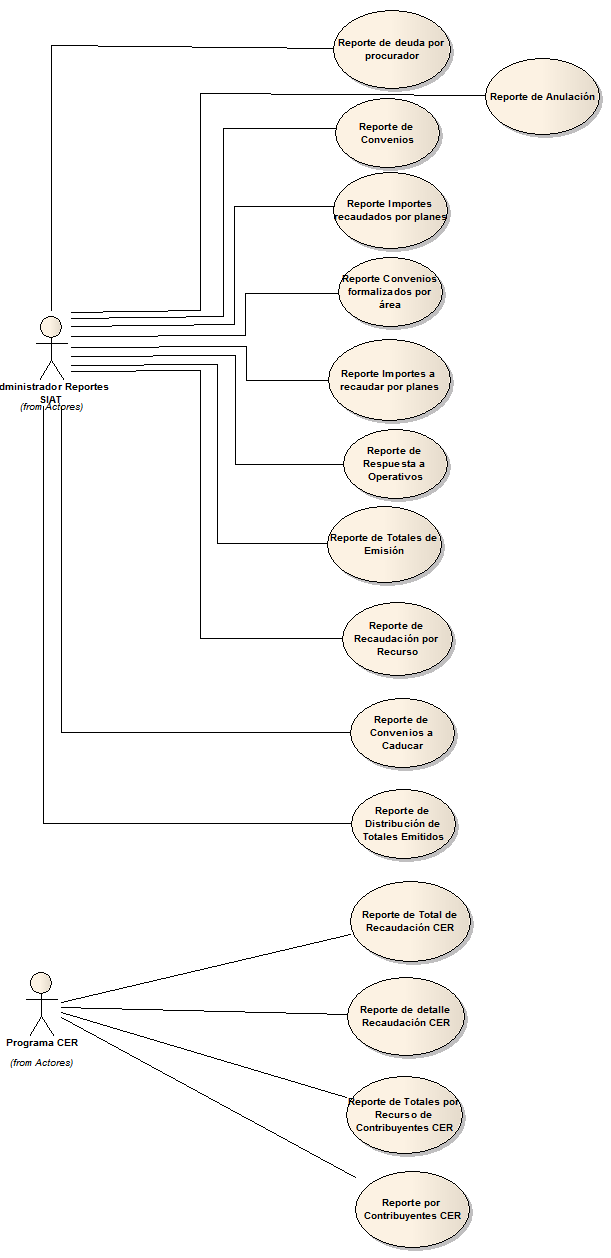 Reporte de deuda por
procurador
Reporte de Anulación
Reporte de
Convenios
Reporte Importes
recaudados por planes
Reporte Convenios
formalizados por
área
dministrador Reportes
SIAT
(from Actores)
Reporte Importes a
recaudar por planes
Reporte de
Respuesta a
Operativos
Reporte de Totales de
Emisión
Reporte de
Recaudación por
Recurso
Reporte de
Convenios a
Caducar
Reporte de
Distribución de
Totales Emitidos
Reporte de Total de
Recaudación CER
Programa CER
(from Actores)
Reporte de detalle
Recaudación CER
Reporte de Totales por
Recurso de
Contribuyentes CER
Reporte por
Contribuyentes CER